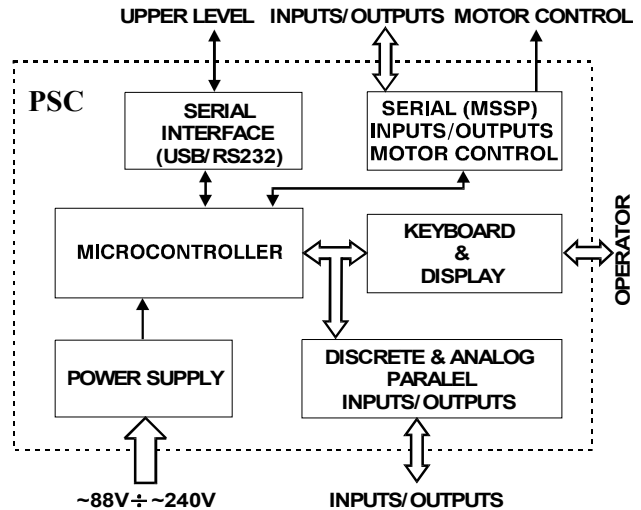 UPPER LEVEL INPUTS/OUTPUTS MOTOR CONTROL
PSC
SERIAL
INTERFACE
(USB/RS232)
SERIAL (MSSP)
INPUTS/OUTPUTS
MOTOR CONTROL
MICROCONTROLLER
KEYBOARD
&
DISPLAY
OPERATOR
POWER SUPPLY
DISCRETE & ANALOG
PARALEL
INPUTS/OUTPUTS
~88V÷~240V
INPUTS/OUTPUTS